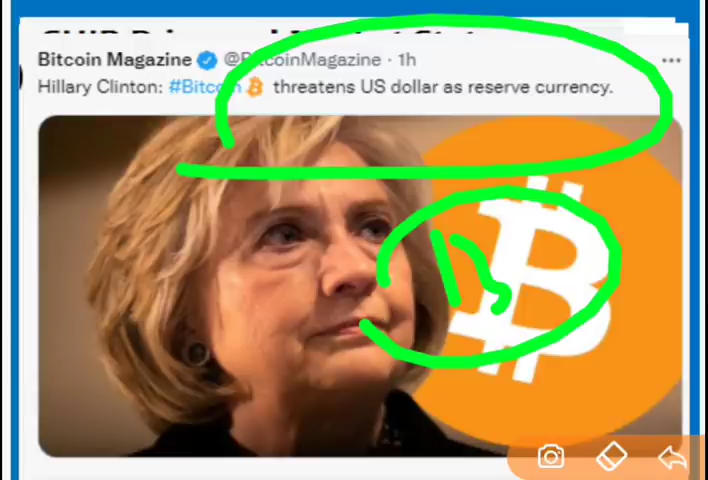 Bitcoin Magazine @BitcoinMagazine · 1h
Hillary Clinton: #Bitcoin threatens US dollar as reserve currency.